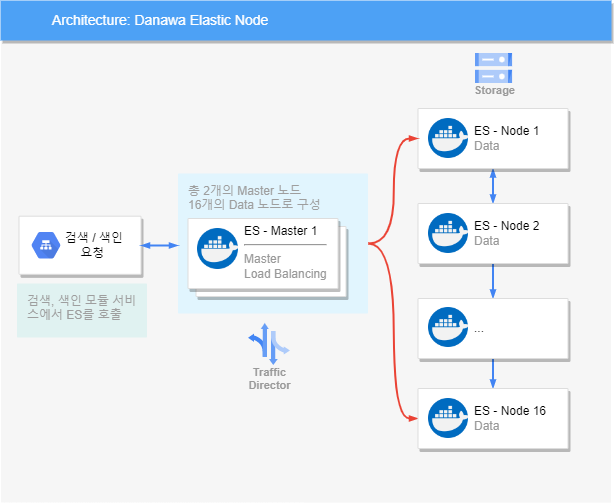 Architecture: Danawa Elastic Node
Storage
ES - Node 1
Data
총 2개의 Master 노드
16개의 Data 노드로 구성
ES - Node 2
Data
검색 / 색인
요청
ES - Master 1
Master
Load Balancing
검색, 색인 모듈 서비
스에서 ES를 호출
...
Traffic
Director
ES - Node 16
Data